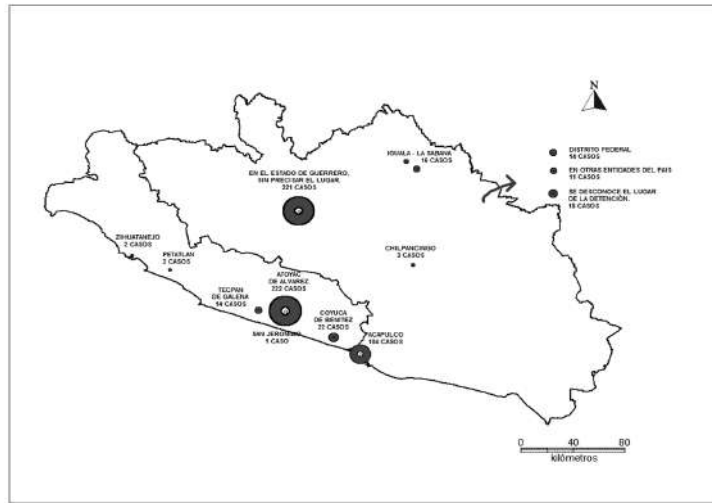 N
IGUALA - LA SABANA
16 CASOS
DISTRITO FEDERAL
14 CASOS
EN OTRAS ENTIDADES DEL PAIS
11 CASOS
SE DESCONOCE EL LUGAR
DE LA DETENCIÓN.
15 CASOS
EN EL ESTADO DE GUERRERO,
SIN PRECISAR EL LUGAR.
221 CASOS
ZIHUATANEJO
2 CASOS
PETATLAN
2 CASOS
CHILPANCINGO
3 CASOS
ATOYAC
DE ALVAREZ
222 CASOS
TECPAN
DE GALENA
14 CASOS
COYUCA
DE BENITEZ
22 CASOS
SAN JERONIMO
1 CASO
ACAPULCO
104 CASOS
0 40 80
kilómetros